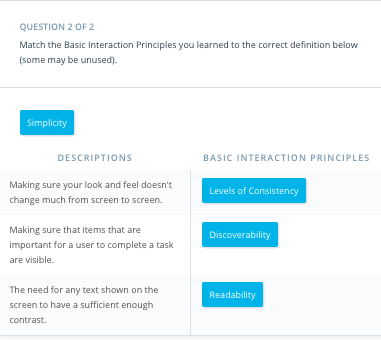 QUESTION 2 OF 2
Match the Basic Interaction Principles you learned to the correct definition below
(some may be unused).
Simplicity
DESCRIPTIONS
BASIC INTERACTION PRINCIPLES
Making sure your look and feel doesn't
change much from screen to screen.
Levels of Consistency
Making sure that items that are
important for a user to complete a task
are visible.
Discoverability
The need for any text shown on the
screen to have a sufficient enough
contrast.
Readability